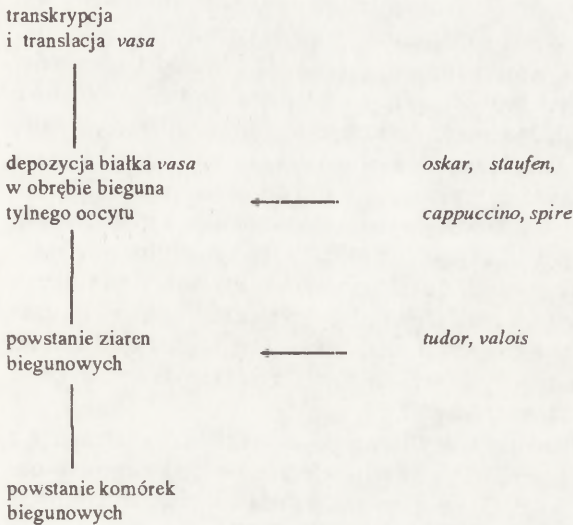 transkrypcja
i translacja vasa
depozycja białka vasa
w obrębie bieguna
tylnego oocytu
oskar, staufen,
cappuccino, spire
powstanie ziaren
biegunowych
tudor, valois
powstanie komórek
biegunowych